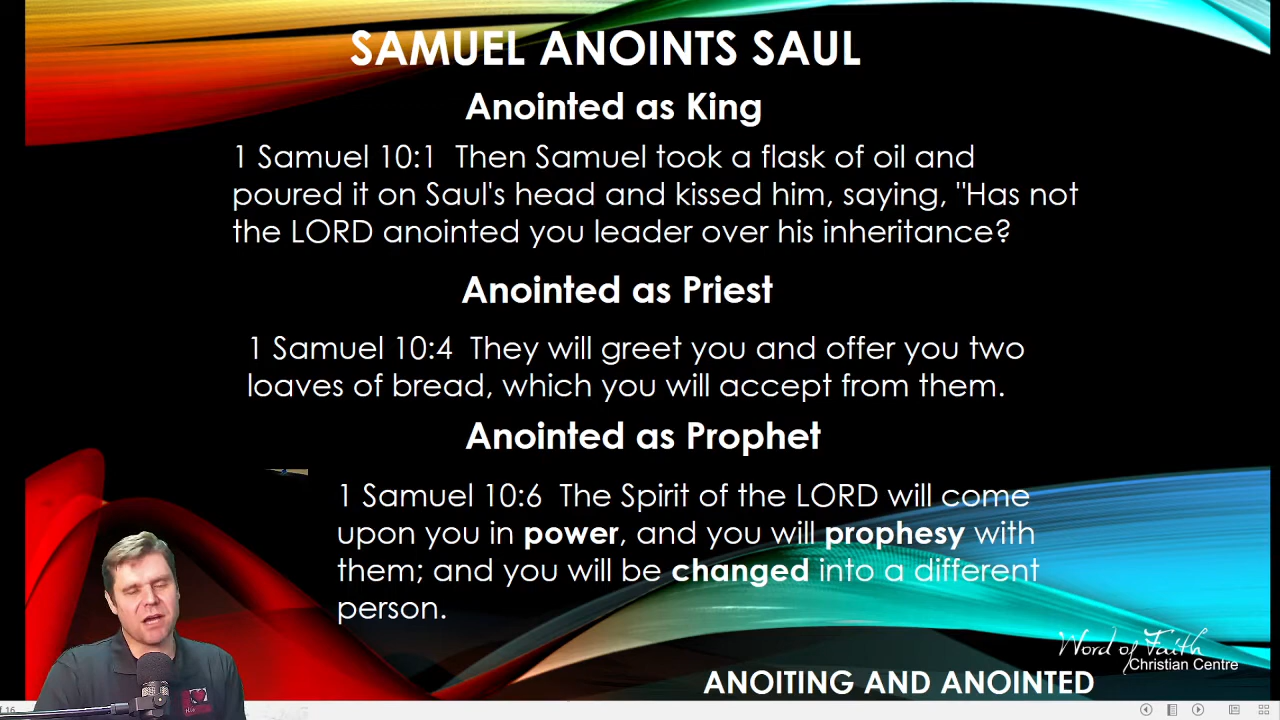 SAMUEL ANOINTS SAUL
Anointed as King
1 Samuel 10:1 Then Samuel took a flask of oil and
poured it on Saul's head and kissed him, saying, "Has not
the LORD anointed you leader over his inheritance?
Anointed as Priest
1 Samuel 10:4 They will greet you and offer you two
loaves of bread, which you will accept from them.
Anointed as Prophet
1 Samuel 10:6 The Spirit of the LORD will come
upon you in power, and you will prophesy with
them; and you will be changed into a different
person.
Word of Faith
Christian Centre
ANOITING AND ANOINTED
of 16